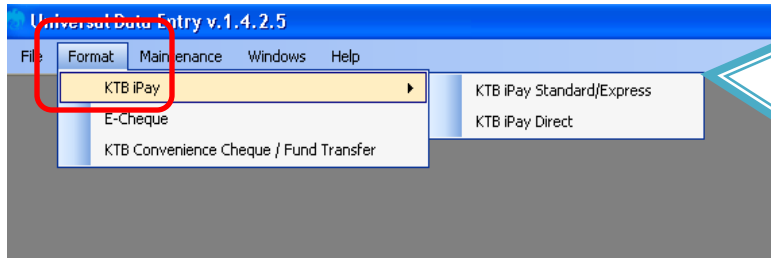 Universal Data Entry v.1.4.2.5
File Format Maintenance Windows Help
KTB iPay KTB iPay Standard/Express
E-Cheque KTB iPay Direct
KTB Convenience Cheque / Fund Transfer